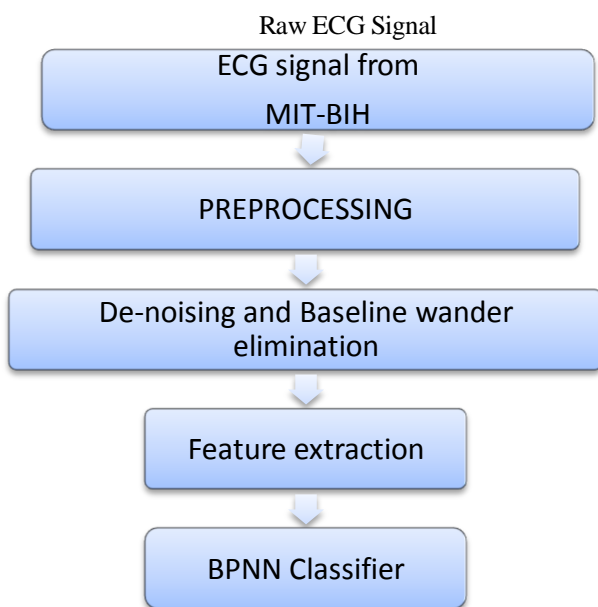 Raw ECG Signal
ECG signal from
MIT-BIH
PREPROCESSING
De-noising and Baseline wander
elimination
Feature extraction
BPNN Classifier